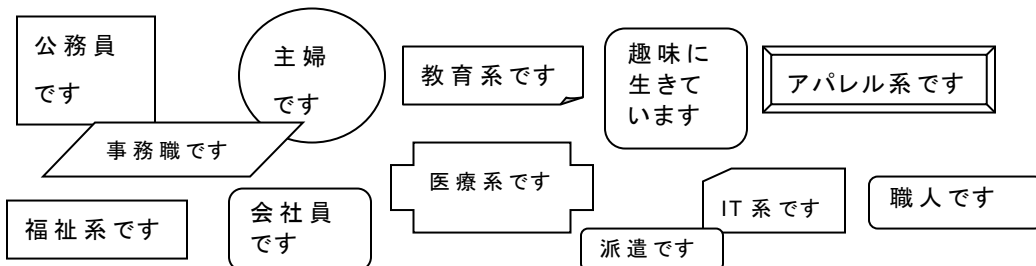 公務員
です
主婦
です
教育系です
趣味に
生きて
います
アパレル系です
事務職です
医療系です
福祉系です
会社員
です
派遣です
IT系です
職人です